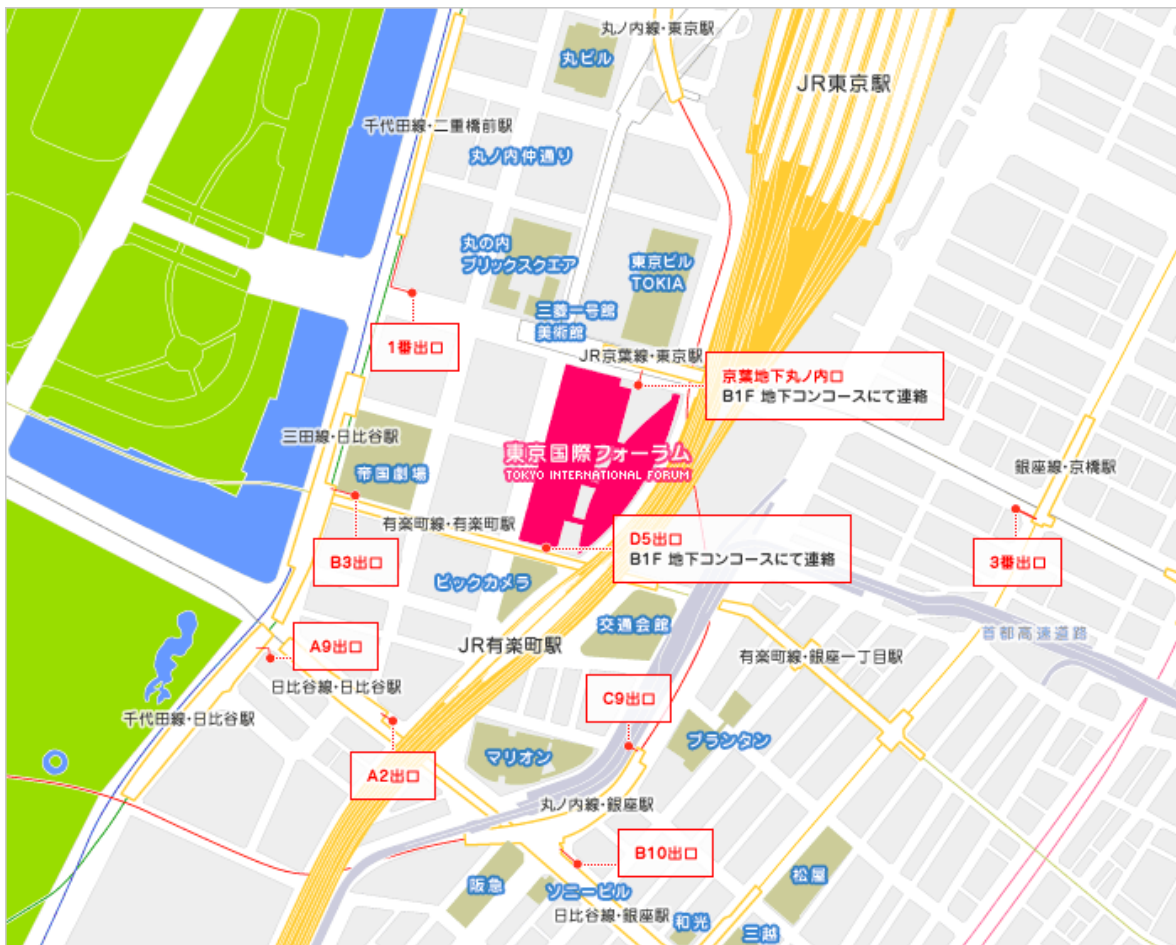 丸ノ内線・東京駅
丸ビル
JR東京駅
千代田線・二重橋前駅
丸ノ内仲通り
丸の内
ブリックスクエア
東京ビル
TOKIA
三菱一号館
美術館
1番出口
JR京葉線・東京駅
京葉地下丸ノ内口
B1F 地下コンコースにて連絡
三田線・日比谷駅
帝国劇場
東京国際フォーラム
TOKYO INTERNATIONAL FORUM
銀座線・京橋駅
有楽町線・有楽町駅
D5出口
B1F 地下コンコースにて連絡
B3出口
3番出口
ビックカメラ
交通会館
首都高速道路
JR有楽町駅
A9出口
有楽町線・銀座一丁目駅
日比谷線・日比谷駅
C9出口
千代田線・日比谷駅
プランタン
マリオン
A2出口
丸ノ内線・銀座駅
B10出口
阪急
ソニービル
松屋
日比谷線・銀座駅
和光
三越